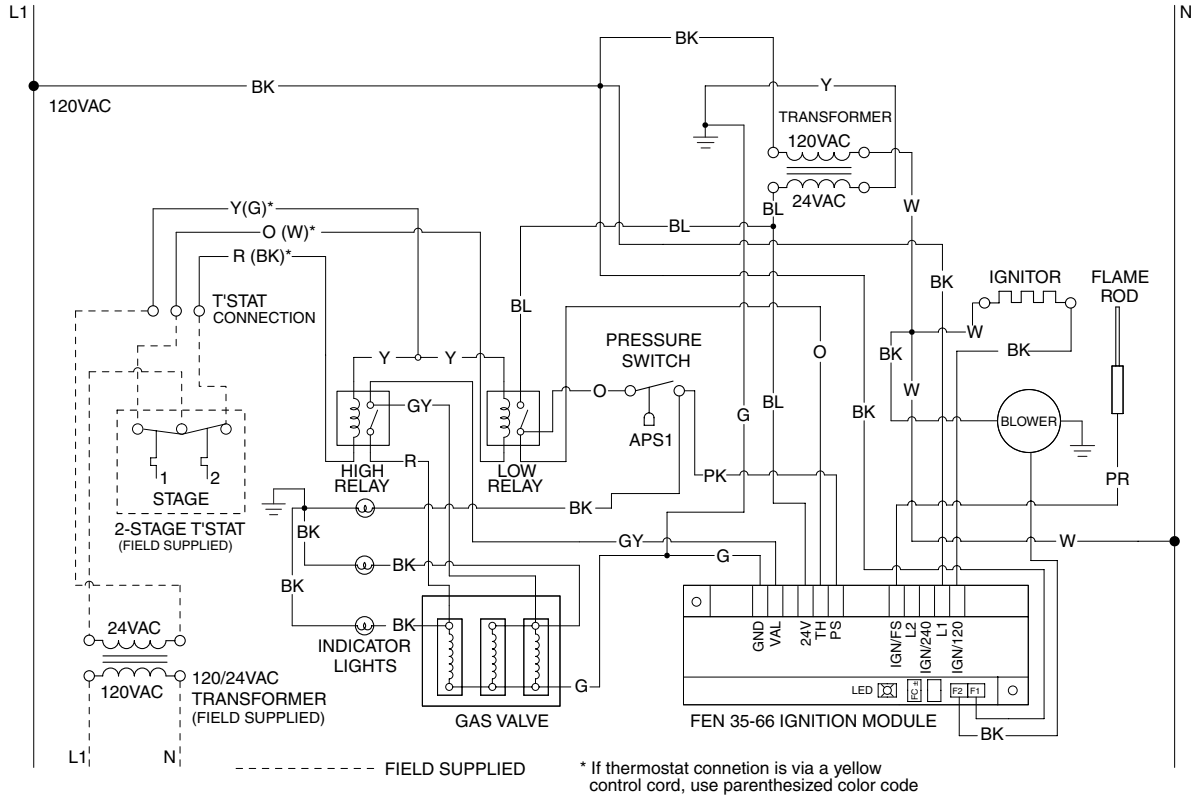 L1
N
BK
BK
120VAC
Y
TRANSFORMER
120VAC
24VAC
BL
W
Y(G)*
O (W)*
BL
R (BK)*
BK
IGNITOR
FLAME
ROD
T'STAT
CONNECTION
BL
W
PRESSURE
SWITCH
O
BK
BK
Y
Y
W
O
GY
BK
G
BL
APS1
BLOWER
R
HIGH
RELAY
LOW
RELAY
PK
PR
1
2
STAGE
2-STAGE T'STAT
(FIELD SUPPLIED)
BK
BK
GY
G
W
BK
BK
BK
INDICATOR
LIGHTS
24VAC
120VAC
120/24VAC
TRANSFORMER
(FIELD SUPPLIED)
G
GAS VALVE
GND
VAL
24V
TH
PS
IGN/FS
L2
IGN/240
L1
IGN/120
LED
FC ±
F2
F1
FEN 35-66 IGNITION MODULE
BK
L1
N
FIELD SUPPLIED
* If thermostat connetion is via a yellow
control cord, use parenthesized color code